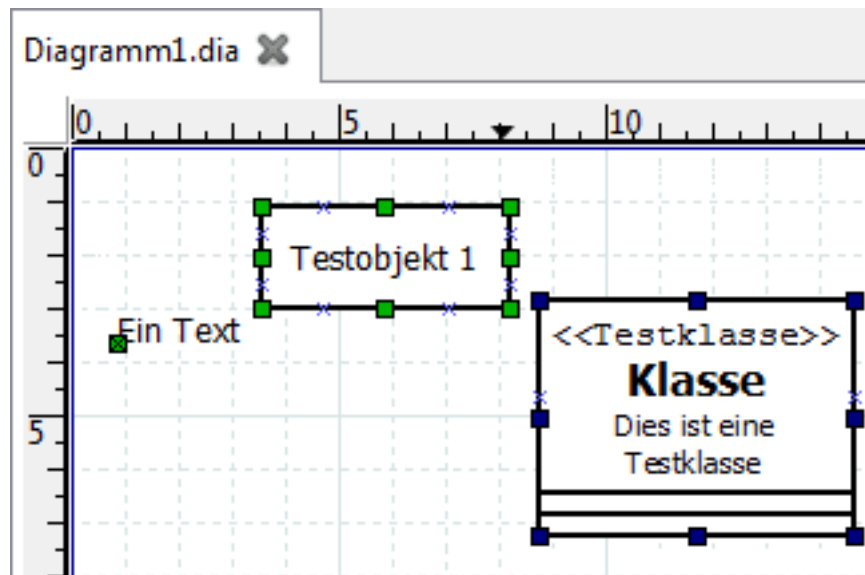 Diagramm1.dia
0 5 10
0
Testobjekt 1
Ein Text
<<Testklasse>>
Klasse
Dies ist eine
Testklasse
5